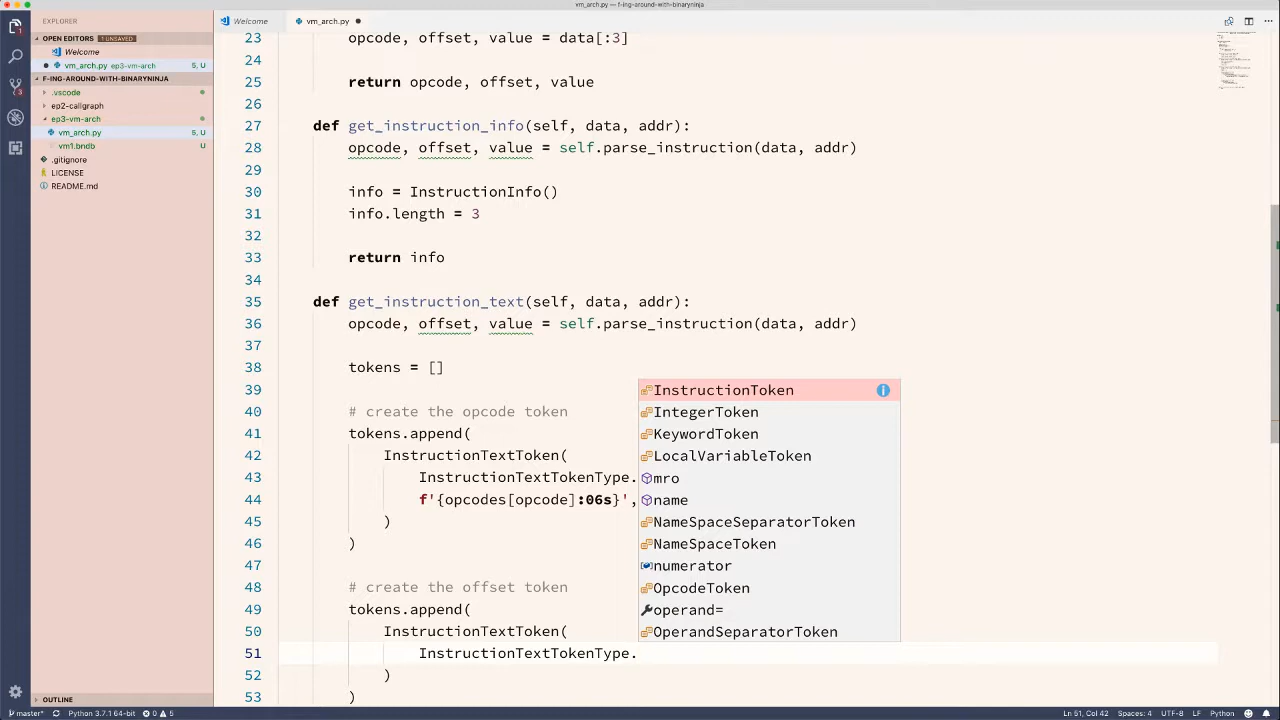 vm_arch.py — f-ing-around-with-binaryninja
EXPLORER
OPEN EDITORS 1 UNSAVED
Welcome
vm_arch.py ep3-vm-arch 5, U
F-ING-AROUND-WITH-BINARYNINJA
.vscode
ep2-callgraph
ep3-vm-arch
vm_arch.py 5, U
vm1.bndb U
.gitignore
LICENSE
README.md
OUTLINE
Welcome
vm_arch.py
23 opcode, offset, value = data[:3]
24
25 return opcode, offset, value
26
27 def get_instruction_info(self, data, addr):
28 opcode, offset, value = self.parse_instruction(data, addr)
29
30 info = InstructionInfo()
31 info.length = 3
32
33 return info
34
35 def get_instruction_text(self, data, addr):
36 opcode, offset, value = self.parse_instruction(data, addr)
37
38 tokens = []
39
40 # create the opcode token
41 tokens.append(
42 InstructionTextToken(
43 InstructionTextTokenType.
44 f'{opcodes[opcode]:06s}',
45 )
46 )
47
48 # create the offset token
49 tokens.append(
50 InstructionTextToken(
51 InstructionTextTokenType.
52 )
53 )
InstructionToken
IntegerToken
KeywordToken
LocalVariableToken
mro
name
NameSpaceSeparatorToken
NameSpaceToken
numerator
OpcodeToken
operand=
OperandSeparatorToken
master* Python 3.7.1 64-bit 0 5 Ln 51, Col 42 Spaces: 4 UTF-8 LF Python